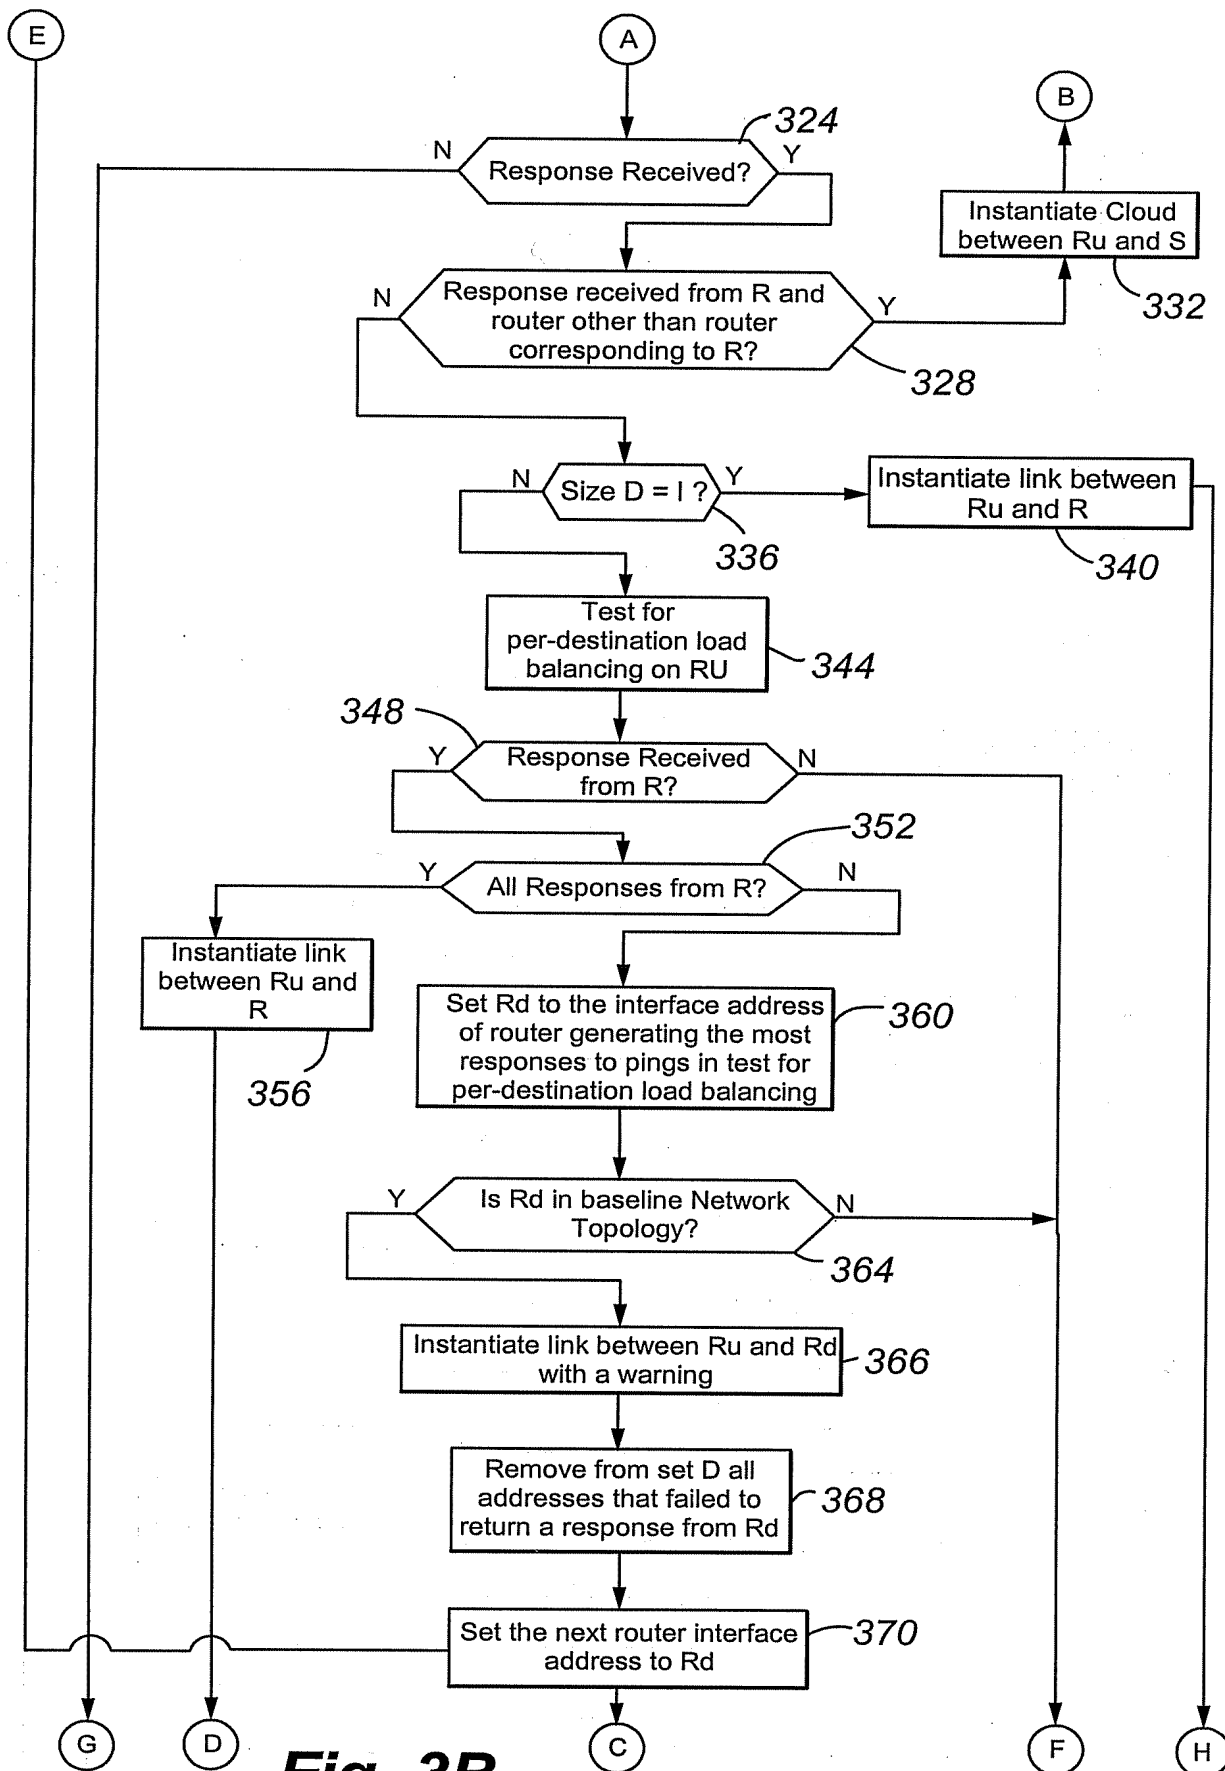 E
A
B
324
N
Y
Response Received?
Instantiate Cloud
between Ru and S
332
N
Y
Response received from R and
router other than router
corresponding to R?
328
N
Y
Size D = I ?
336
Instantiate link between
Ru and R
340
Test for
per-destination load
balancing on RU
344
348
Y
N
Response Received
from R?
352
Y
N
All Responses from R?
Instantiate link
between Ru and
R
356
Set Rd to the interface address
of router generating the most
responses to pings in test for
per-destination load balancing
360
Y
N
Is Rd in baseline Network
Topology?
364
Instantiate link between Ru and Rd
with a warning
366
Remove from set D all
addresses that failed to
return a response from Rd
368
Set the next router interface
address to Rd
370
G
D
C
F
H
Fig. 3B